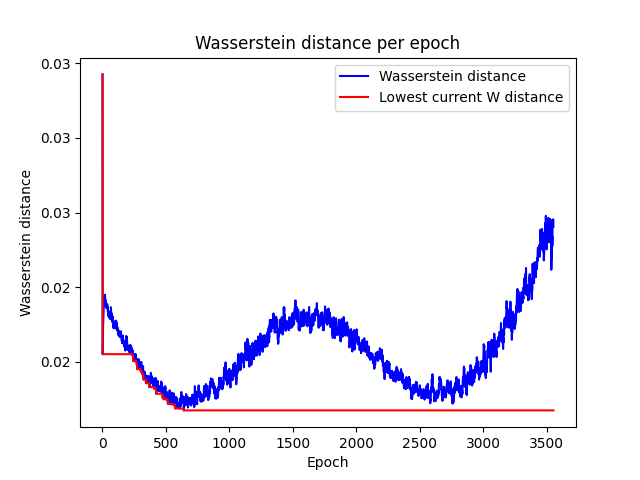 Wasserstein distance per epoch
Wasserstein distance
Lowest current W distance
0.03
0.03
0.03
0.02
0.02
Wasserstein distance
0 500 1000 1500 2000 2500 3000 3500
Epoch